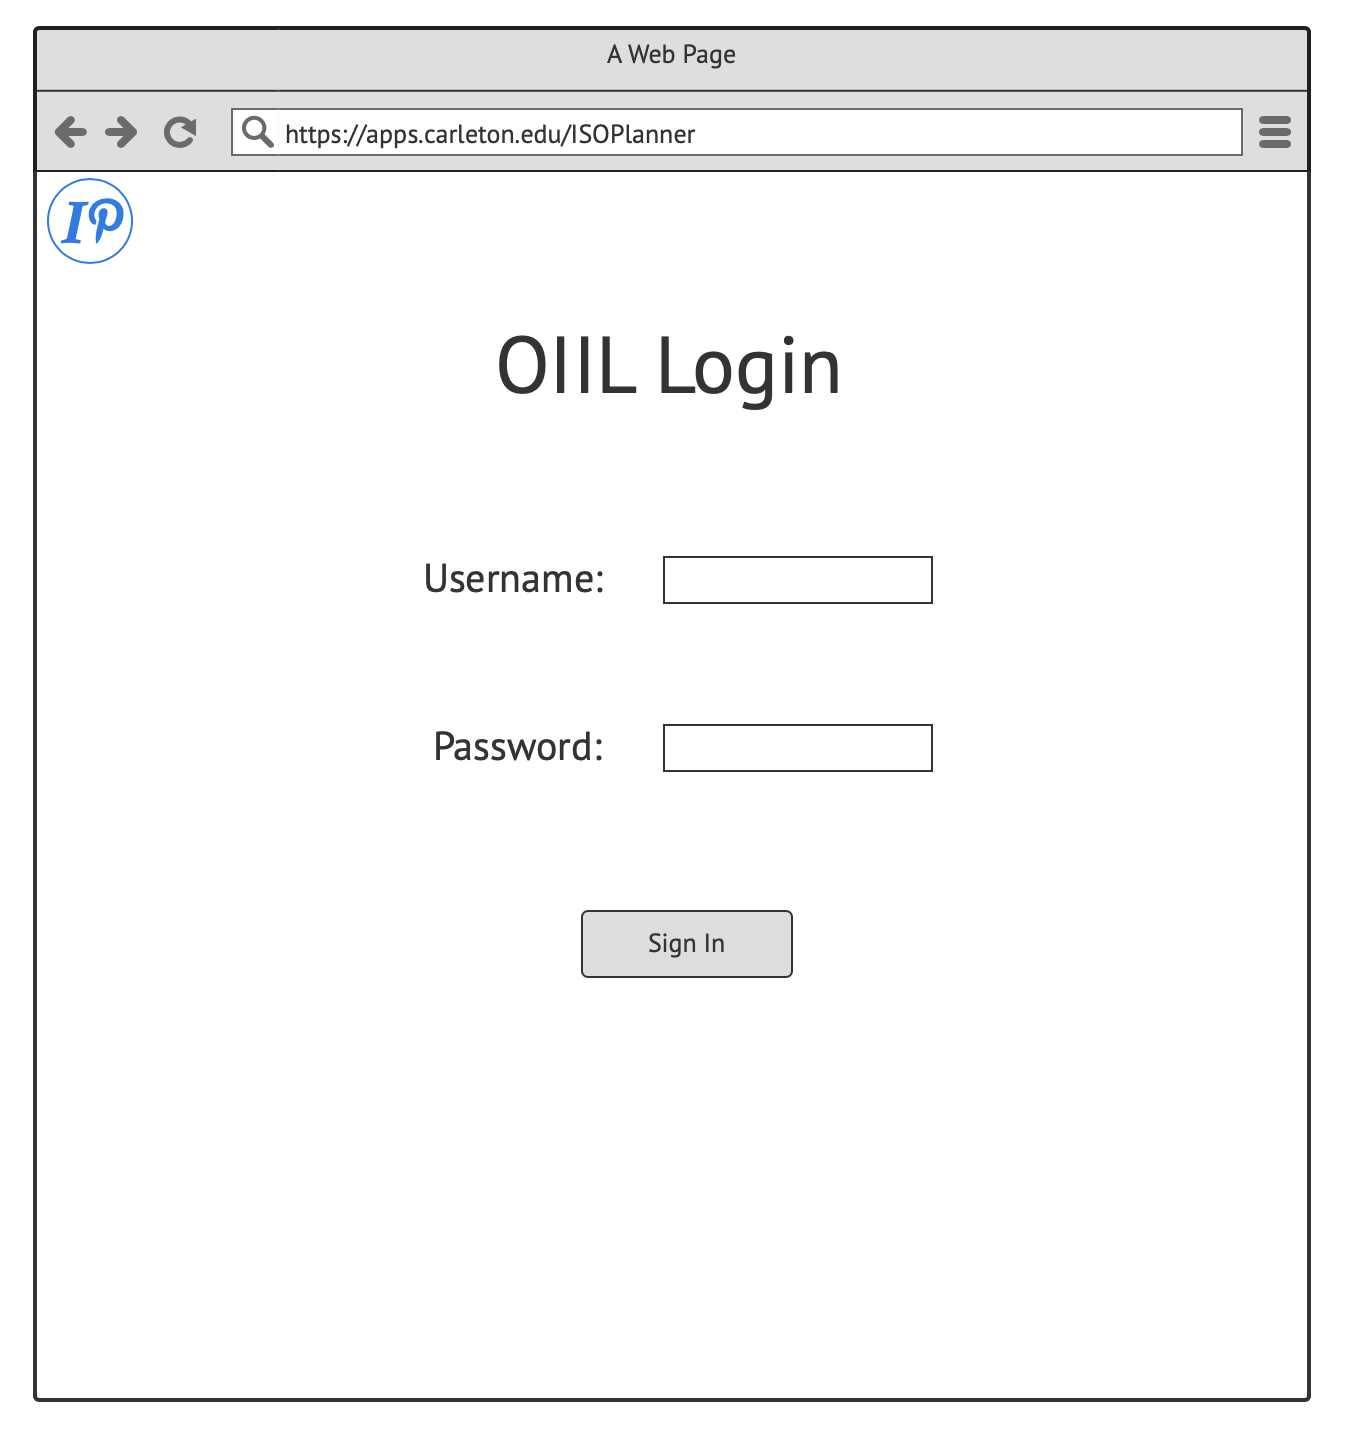 A Web Page
https://apps.carleton.edu/ISOPlanner
IP
OIIL Login
Username:
Password:
Sign In